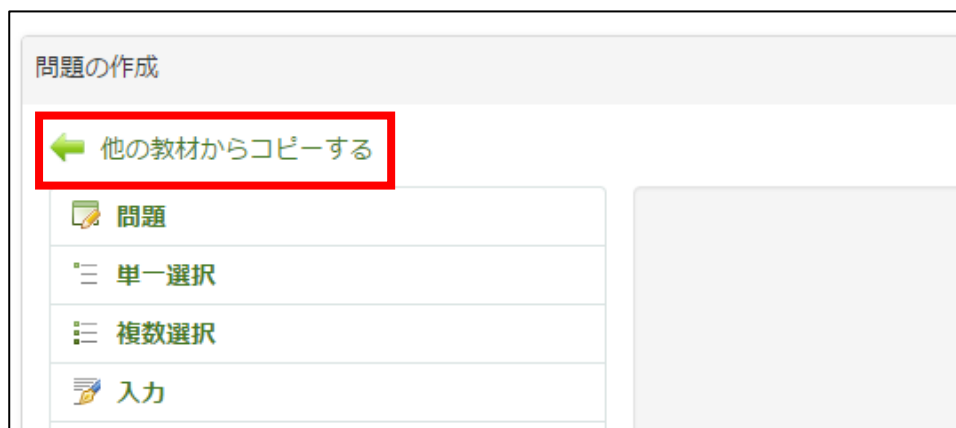 問題の作成
他の教材からコピーする
問題
単一選択
複数選択
入力